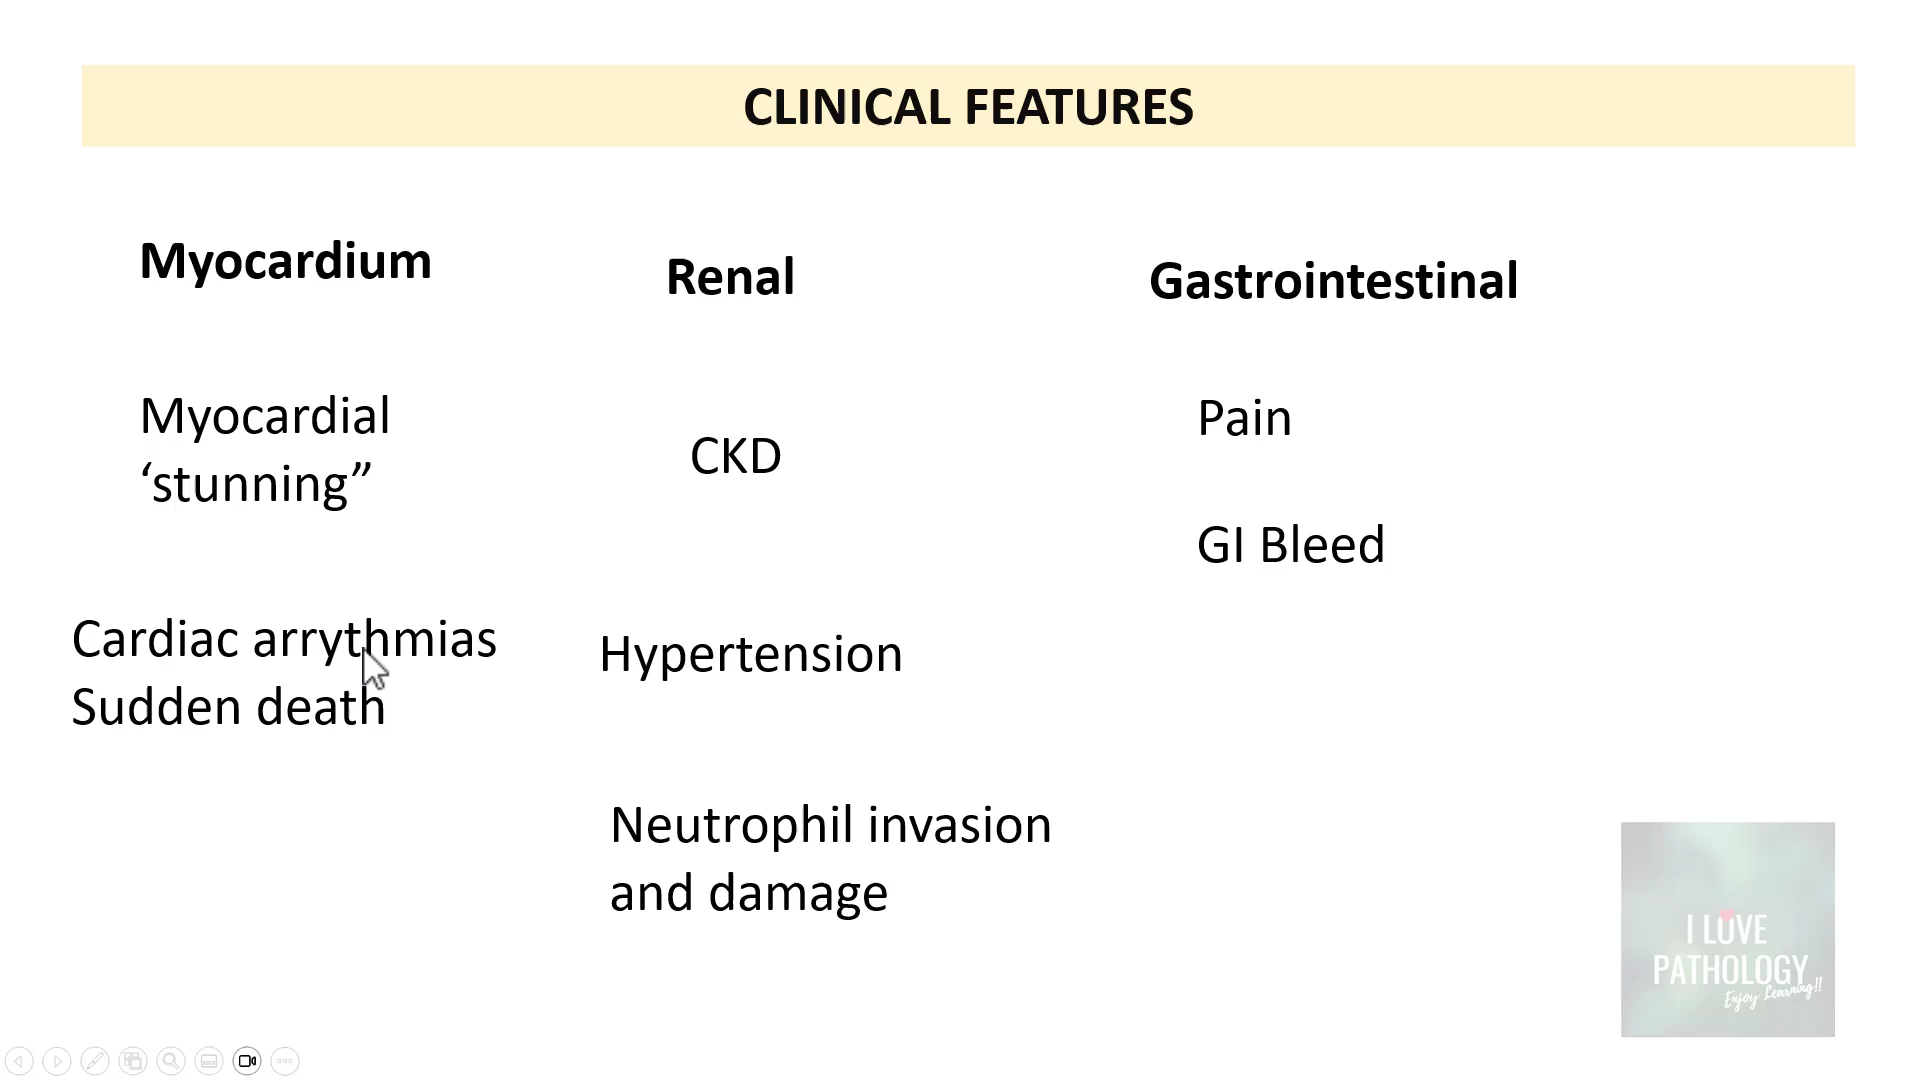 CLINICAL FEATURES
Myocardium
Myocardial
‘stunning”
Cardiac arrythmias
Sudden death
Renal
CKD
Hypertension
Neutrophil invasion
and damage
Gastrointestinal
Pain
GI Bleed
I LOVE
PATHOLOGY
Enjoy Learning!!